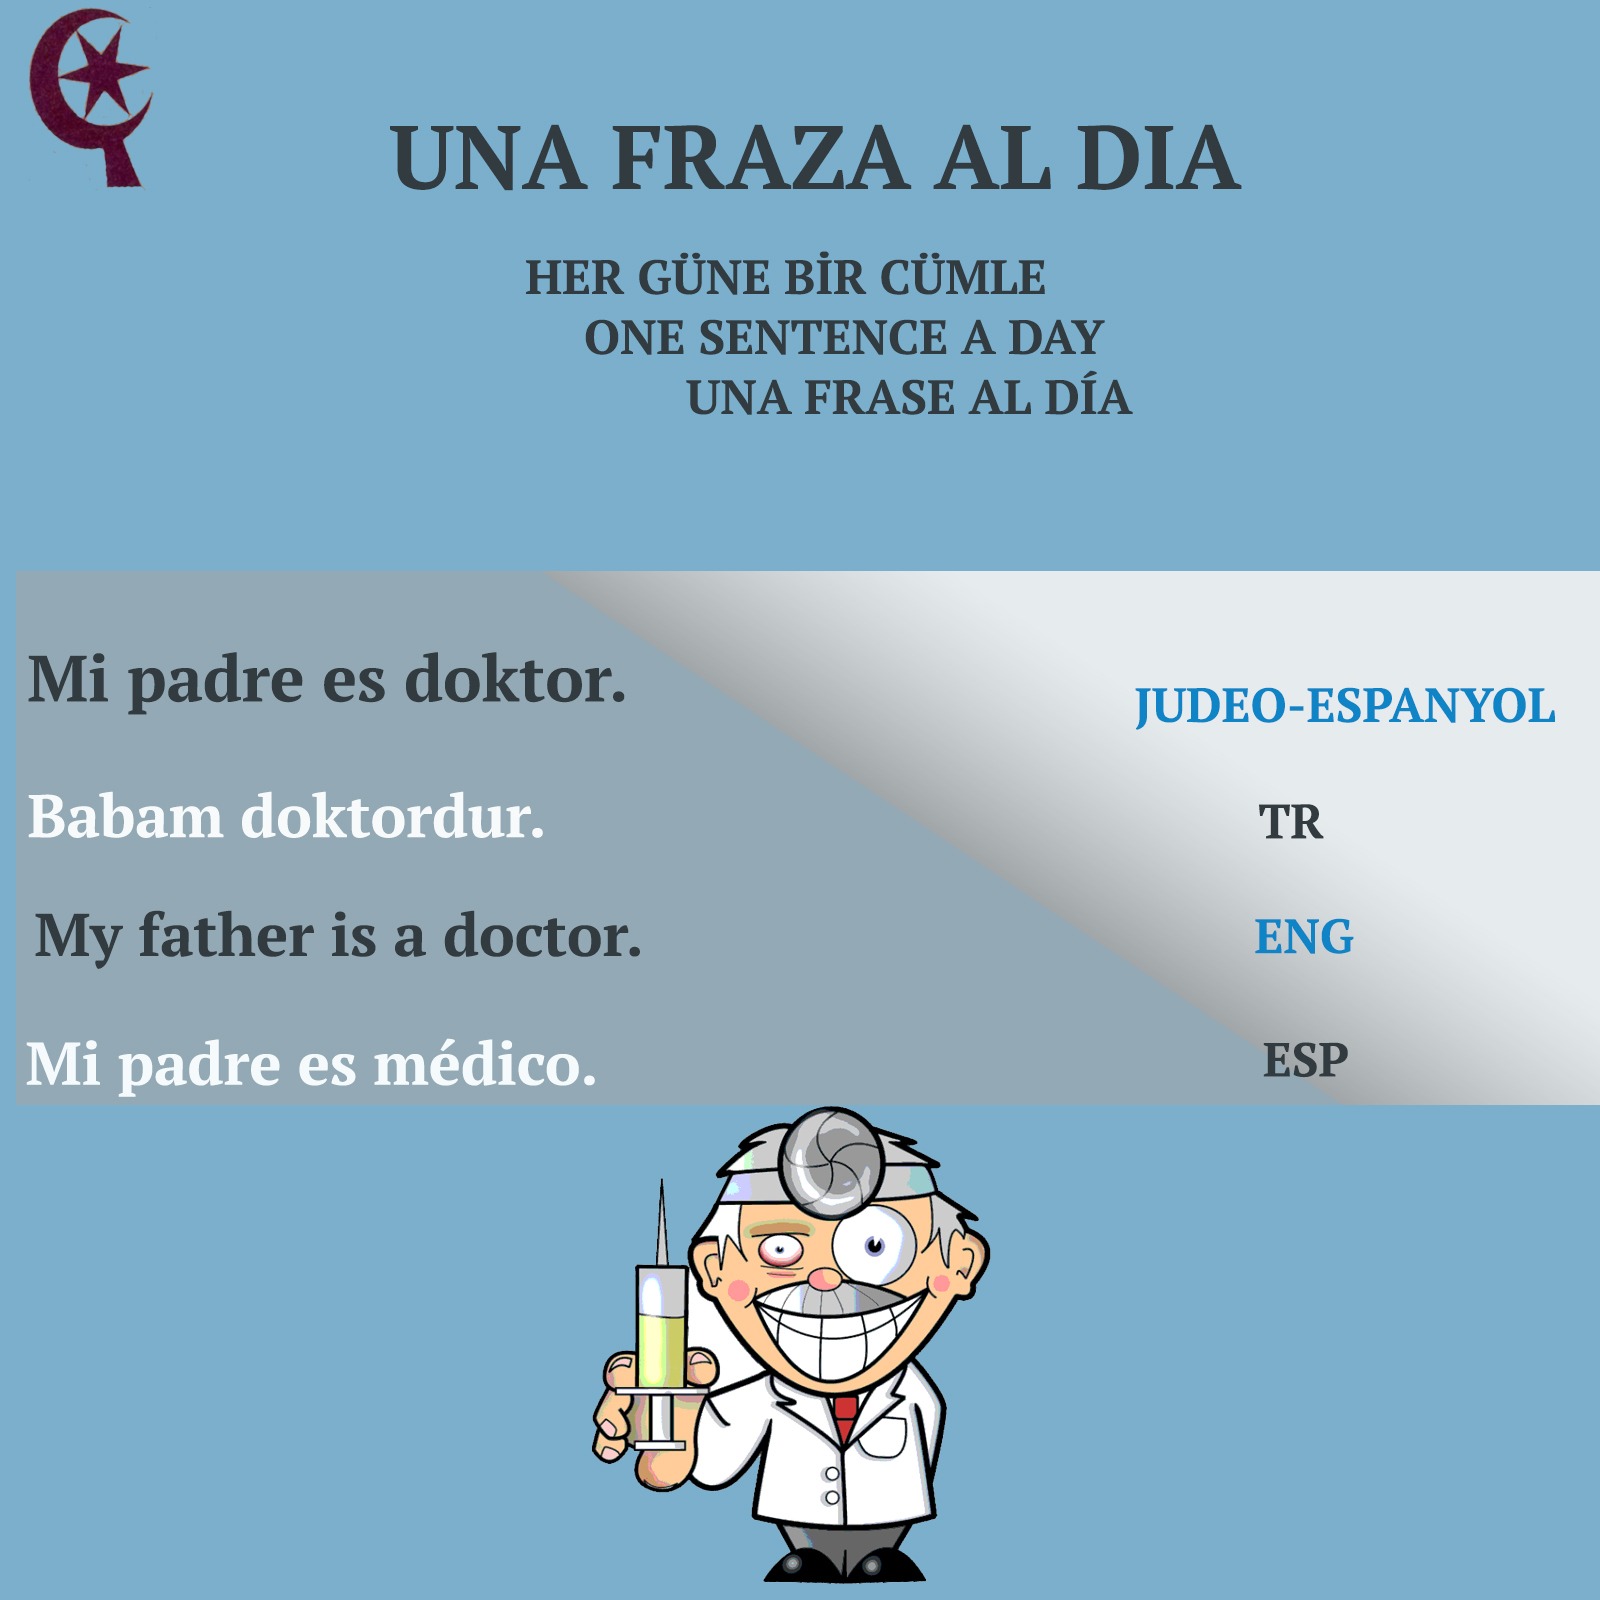 UNA FRAZA AL DIA
HER GÜNE BİR CÜMLE
ONE SENTENCE A DAY
UNA FRASE AL DÍA
Mi padre es doktor.
JUDEO-ESPANYOL
Babam doktordur.
TR
My father is a doctor.
ENG
Mi padre es médico.
ESP